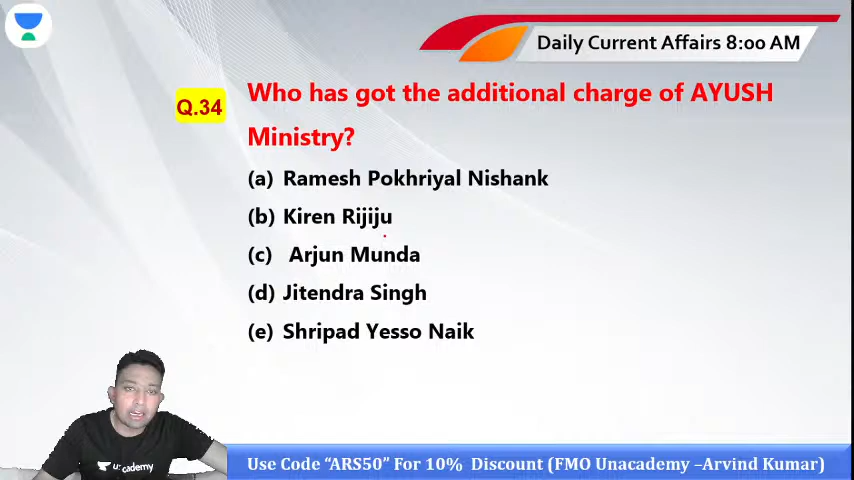 Daily Current Affairs 8:00 AM
Q.34
Who has got the additional charge of AYUSH
Ministry?
(a) Ramesh Pokhriyal Nishank
(b) Kiren Rijiju
(c) Arjun Munda
(d) Jitendra Singh
(e) Shripad Yesso Naik
unacademy
Use Code “ARS50” For 10% Discount (FMO Unacademy –Arvind Kumar)